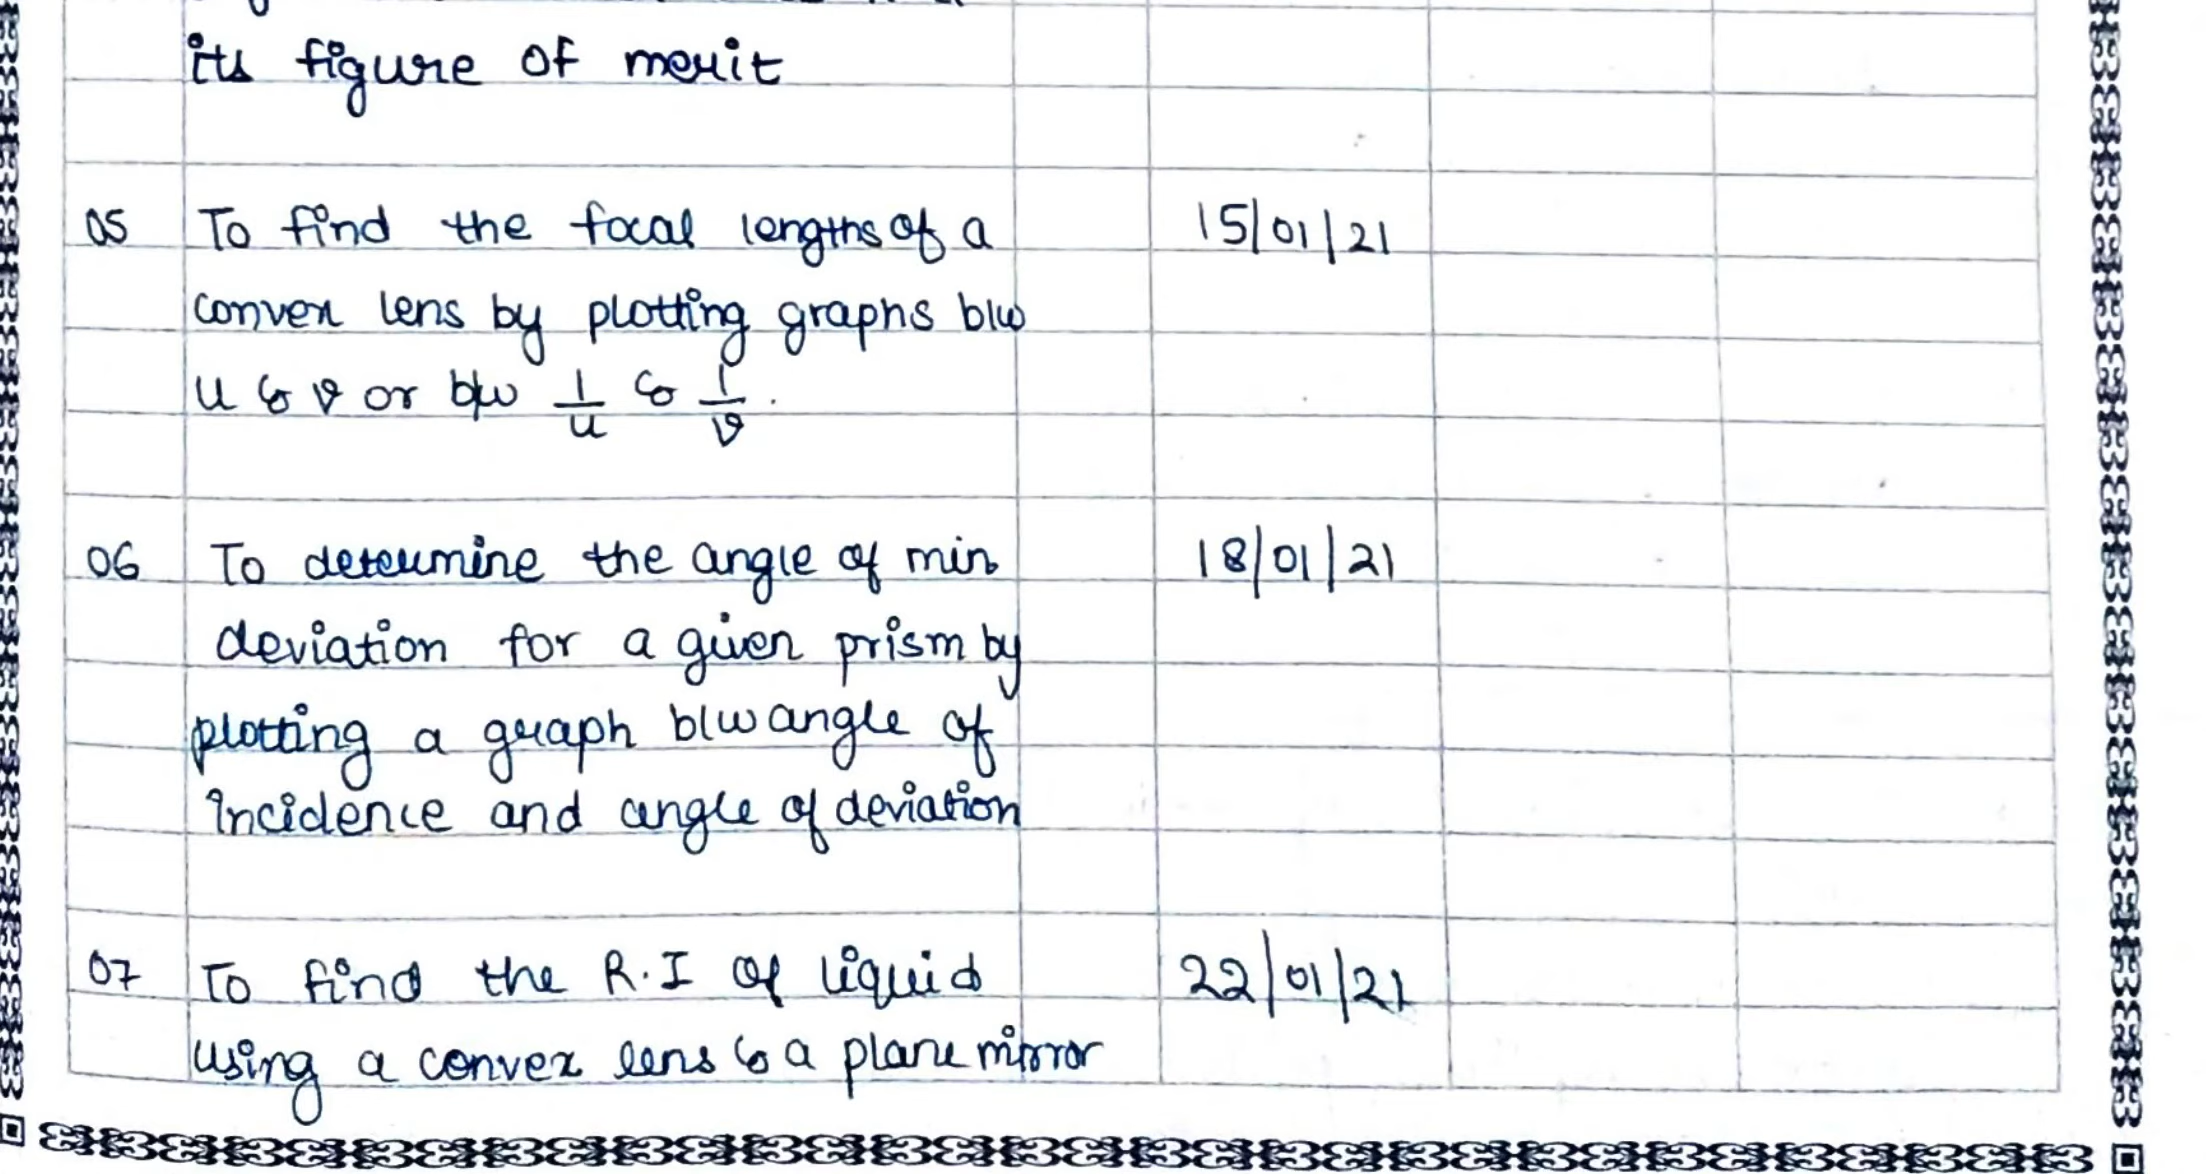 its figure of merit
05 To find the focal lengths of a 15/01/21
convex lens by plotting graphs b/w
u & v or b/w 1/u & 1/v.
06 To determine the angle of min 18/01/21
deviation for a given prism by
plotting a graph b/w angle of
incidence and angle of deviation
07 To find the R.I of liquid 22/01/21
using a convex lens & a plane mirror